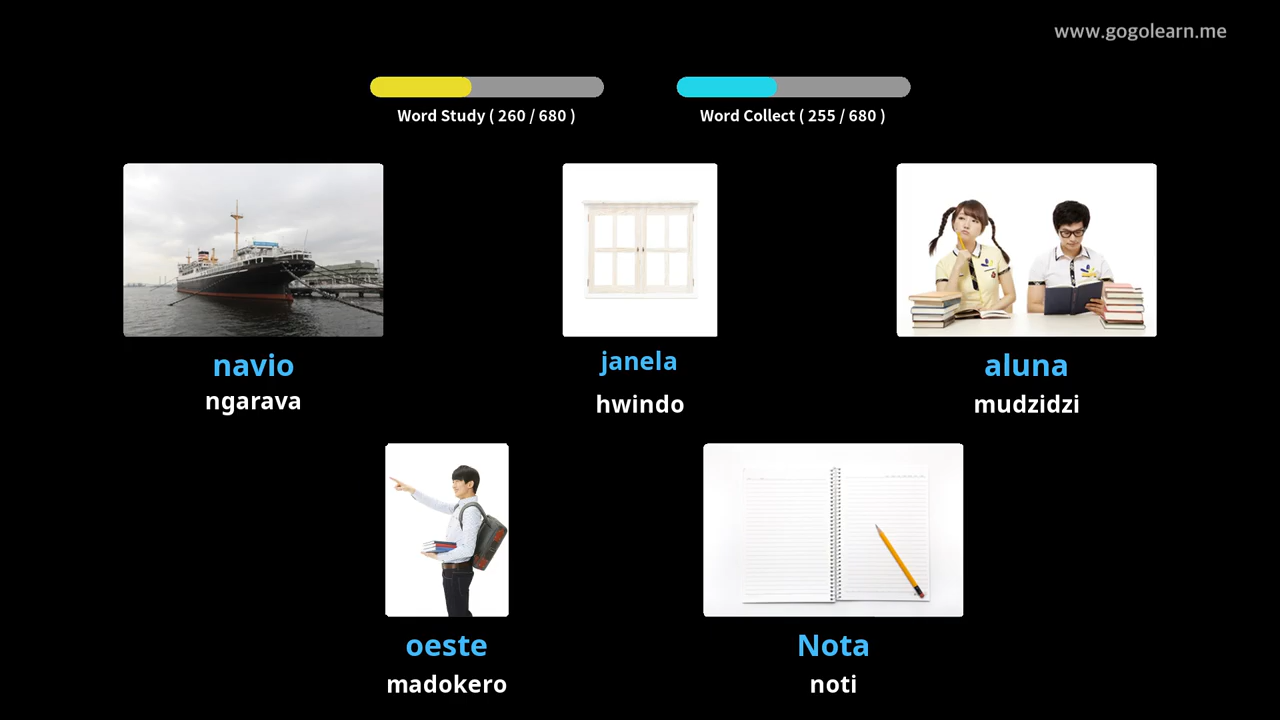 www.gogolearn.me
Word Study ( 260 / 680 )
Word Collect ( 255 / 680 )
navio
ngarava
janela
hwindo
aluna
mudzidzi
oeste
madokero
Nota
noti